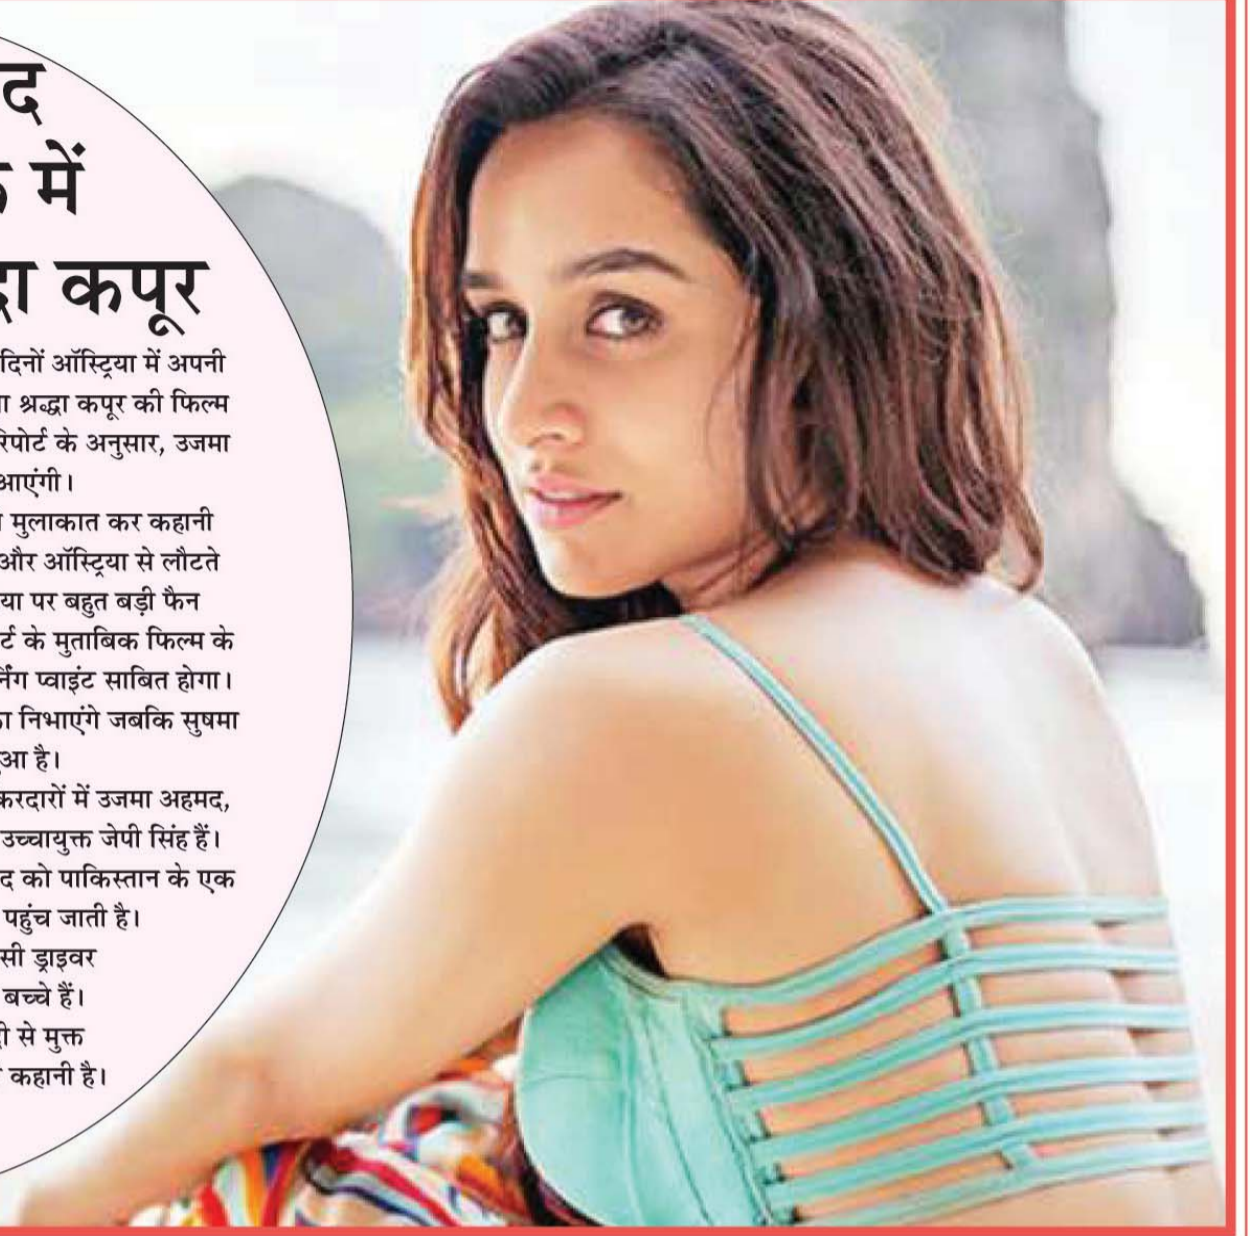 में
कपूर
दिनों ऑस्ट्रिया में अपनी
श्रद्धा कपूर की फिल्म
के अनुसार, उजमा
आएंगी।
मुलाकात कर कहानी
और ऑस्ट्रिया से लौटते
पर बहुत बड़ी फैन
के मुताबिक फिल्म के
प्वाइंट साबित होगा।
निभाएंगे जबकि सुषमा
है।
में उजमा अहमद,
उच्चायुक्त जेपी सिंह हैं।
को पाकिस्तान के एक
पहुंच जाती है।
ड्राइवर
बच्चे हैं।
से मुक्त
कहानी है।